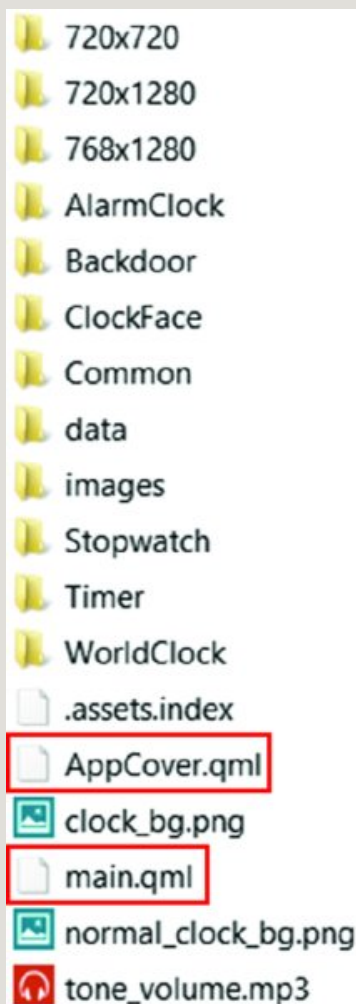 720x720
720x1280
768x1280
AlarmClock
Backdoor
ClockFace
Common
data
images
Stopwatch
Timer
WorldClock
.assets.index
AppCover.qml
clock_bg.png
main.qml
normal_clock_bg.png
tone_volume.mp3